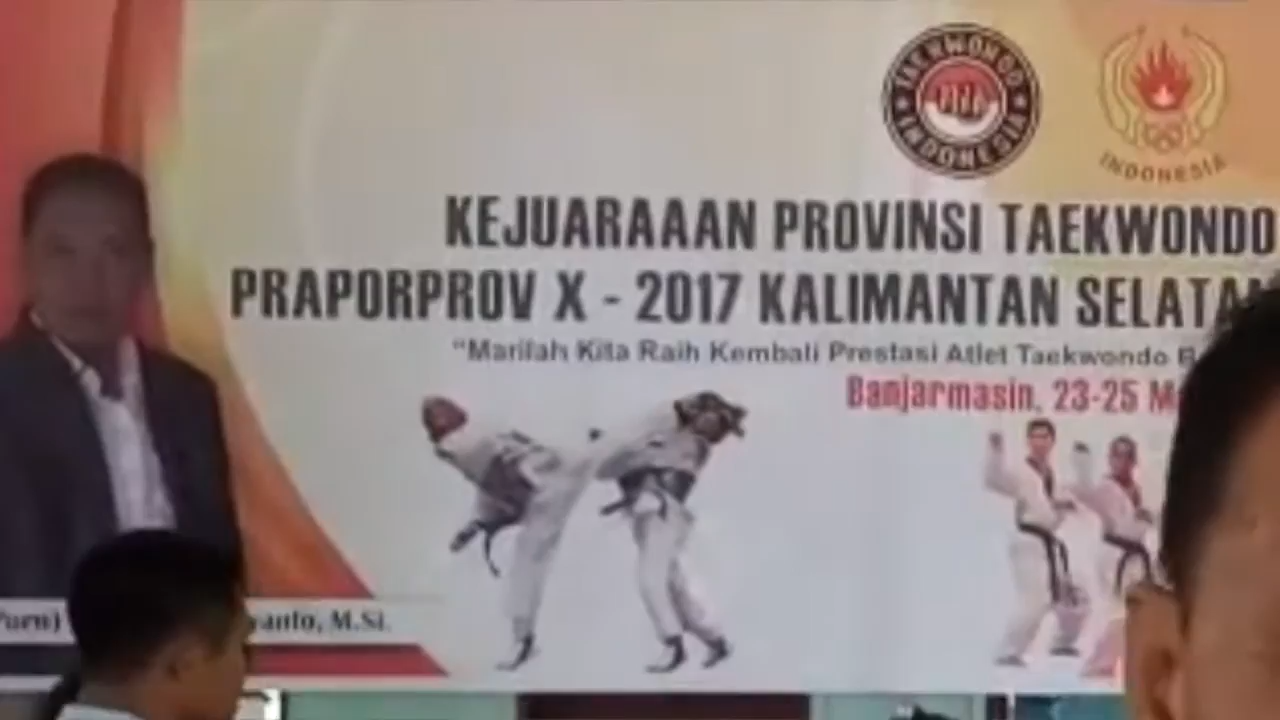 TAEKWONDO
INDONESIA
INDONESIA
KEJUARAAAN PROVINSI TAEKWONDO
PRAPORPROV X - 2017 KALIMANTAN SELATAN
"Marilah Kita Raih Kembali Prestasi Atlet Taekwondo
Banjarmasin, 23-25
M.Si.